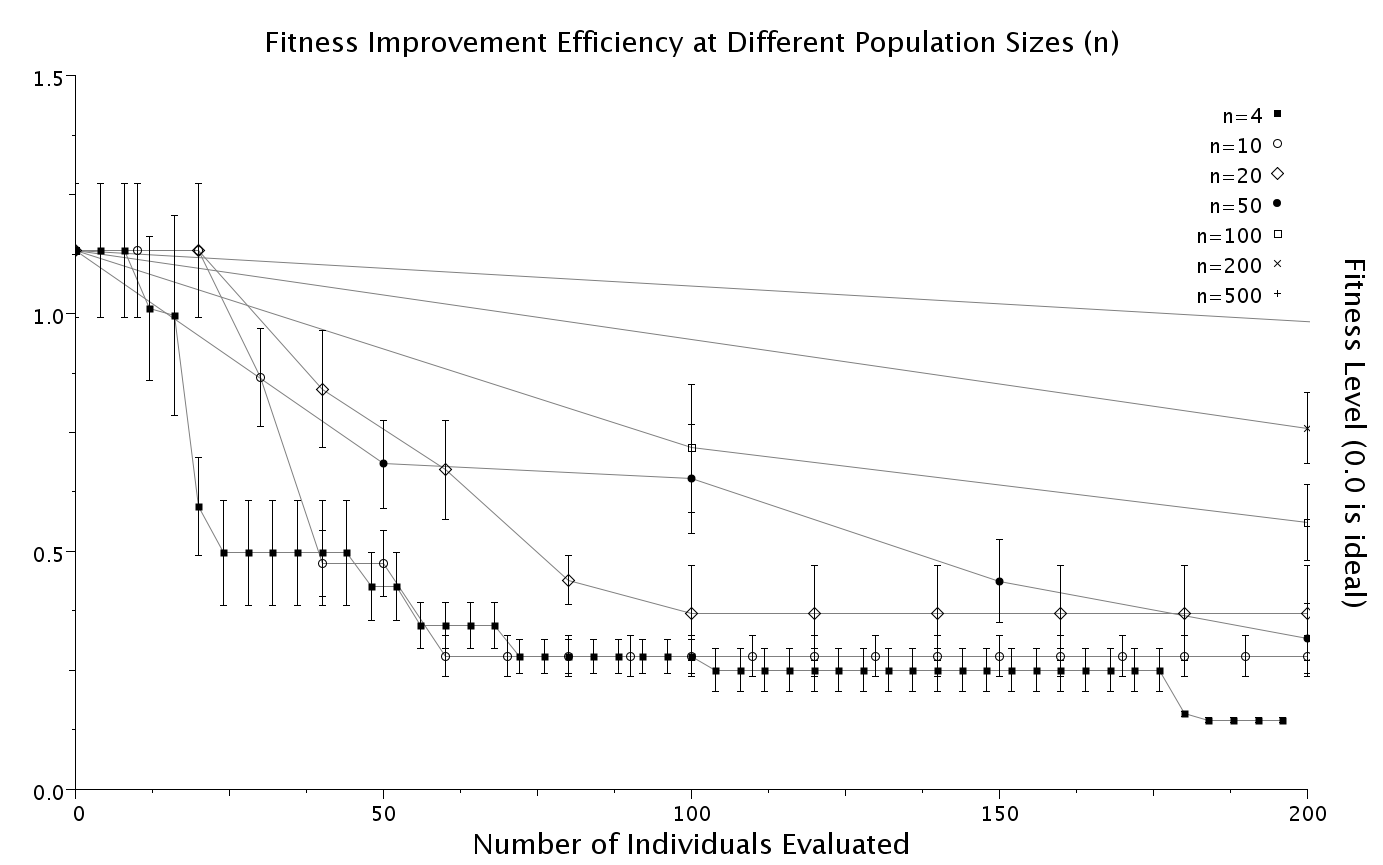 Fitness Improvement Efficiency at Different Population Sizes (n)
1.5
1.0
0.5
0.0
n=4
n=10
n=20
n=50
n=100
n=200
n=500
Fitness Level (0.0 is ideal)
0 50 100 150 200
Number of Individuals Evaluated